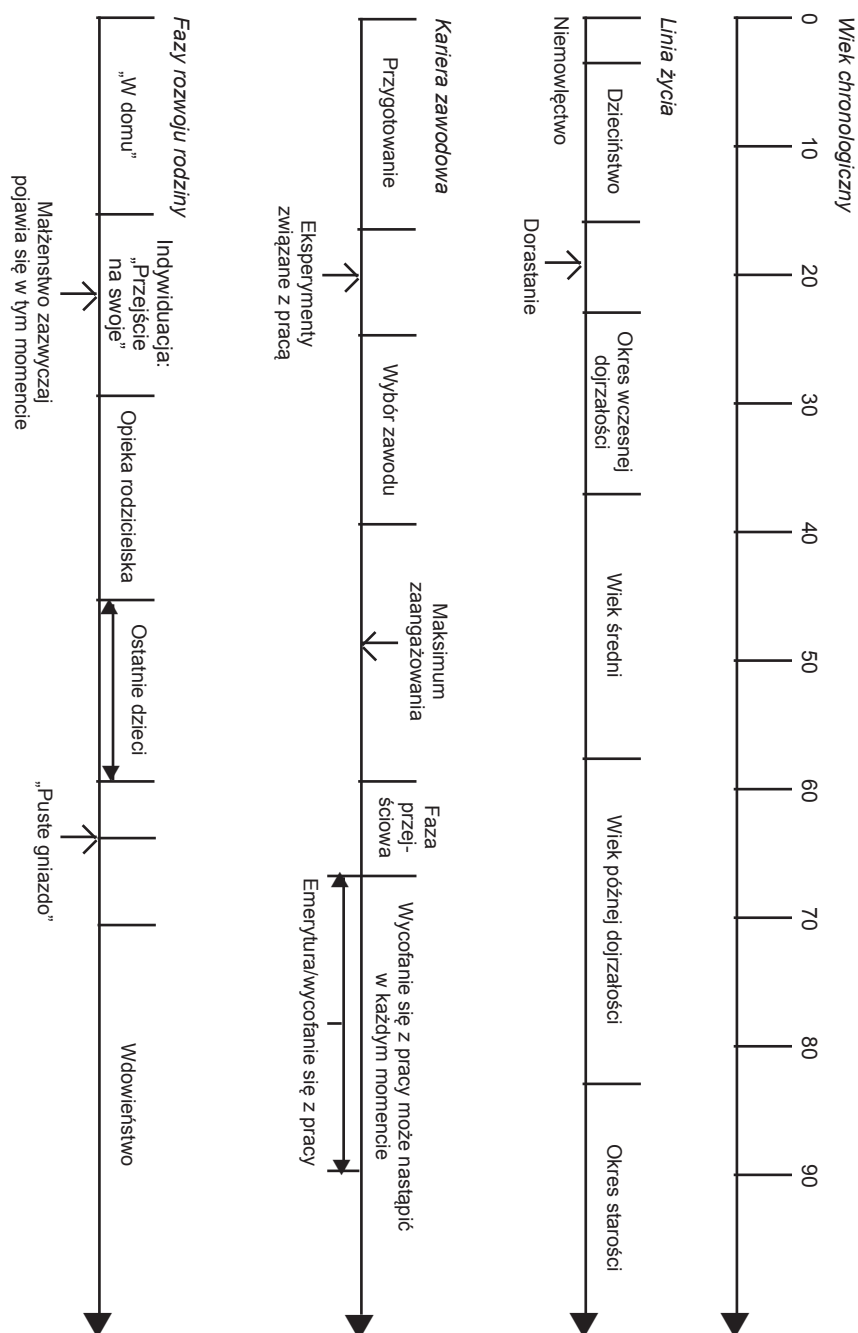 Wiek chronologiczny
0
10
20
30
40
50
60
70
80
90
Linia życia
Niemowlęctwo
Dzieciństwo
Dorastanie
Okres wczesnej
dojrzałości
Wiek średni
Wiek późnej dojrzałości
Okres starości
Kariera zawodowa
Przygotowanie
Eksperymenty
związane z pracą
Wybór zawodu
Maksimum
zaangażowania
Faza
przej-
ściowa
Wycofanie się z pracy może nastąpić
w każdym momencie
Emerytura/wycofanie się z pracy
Fazy rozwoju rodziny
„W domu”
Indywiduacja:
„Przejście
na swoje”
Małżenstwo zazwyczaj
pojawia się w tym momencie
Opieka rodzicielska
Ostatnie dzieci
„Puste gniazdo”
Wdowieństwo